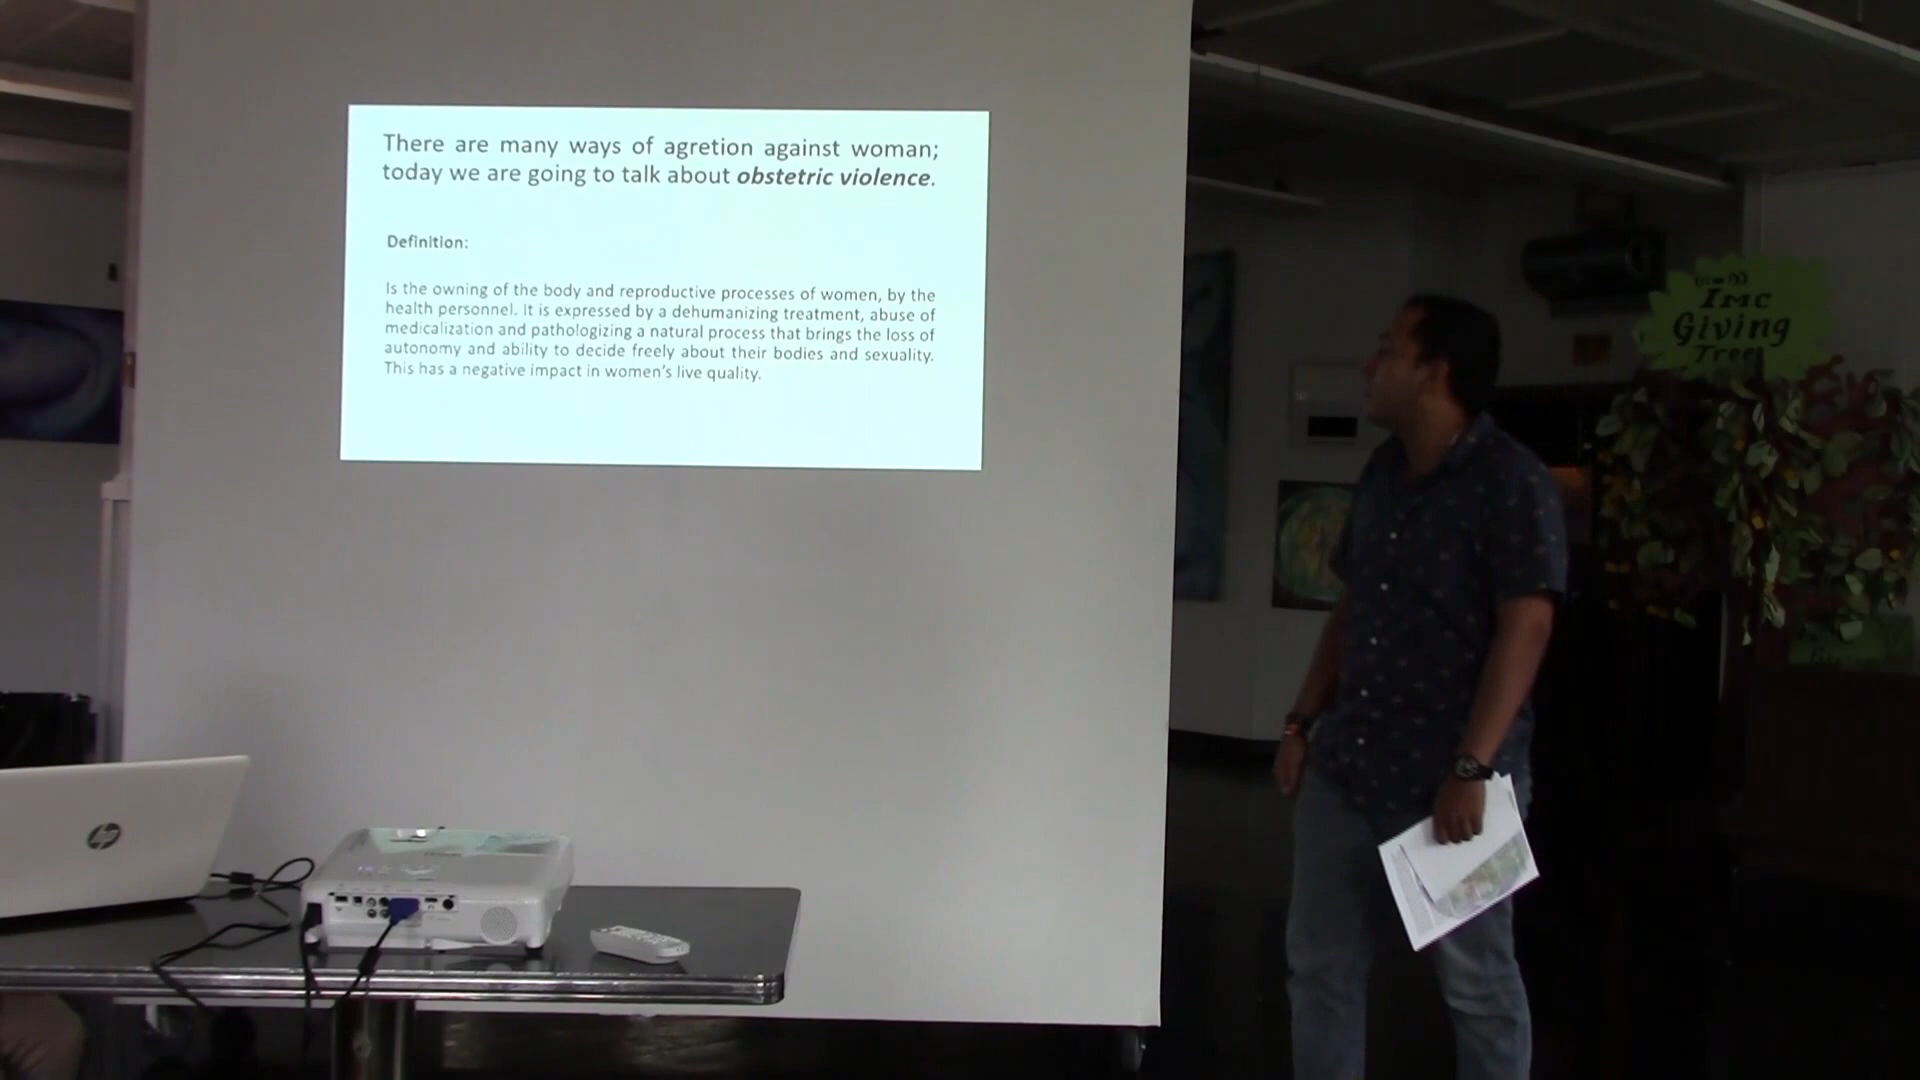 There are many ways of agretion against woman;
today we are going to talk about obstetric violence.
Definition:
Is the owning of the body and reproductive processes of women, by the
health personnel. It is expressed by a dehumanizing treatment, abuse of
medicalization and pathologizing a natural process that brings the loss of
autonomy and ability to decide freely about their bodies and sexuality.
This has a negative impact in women's live quality.
IMC
Giving
Tree
hp